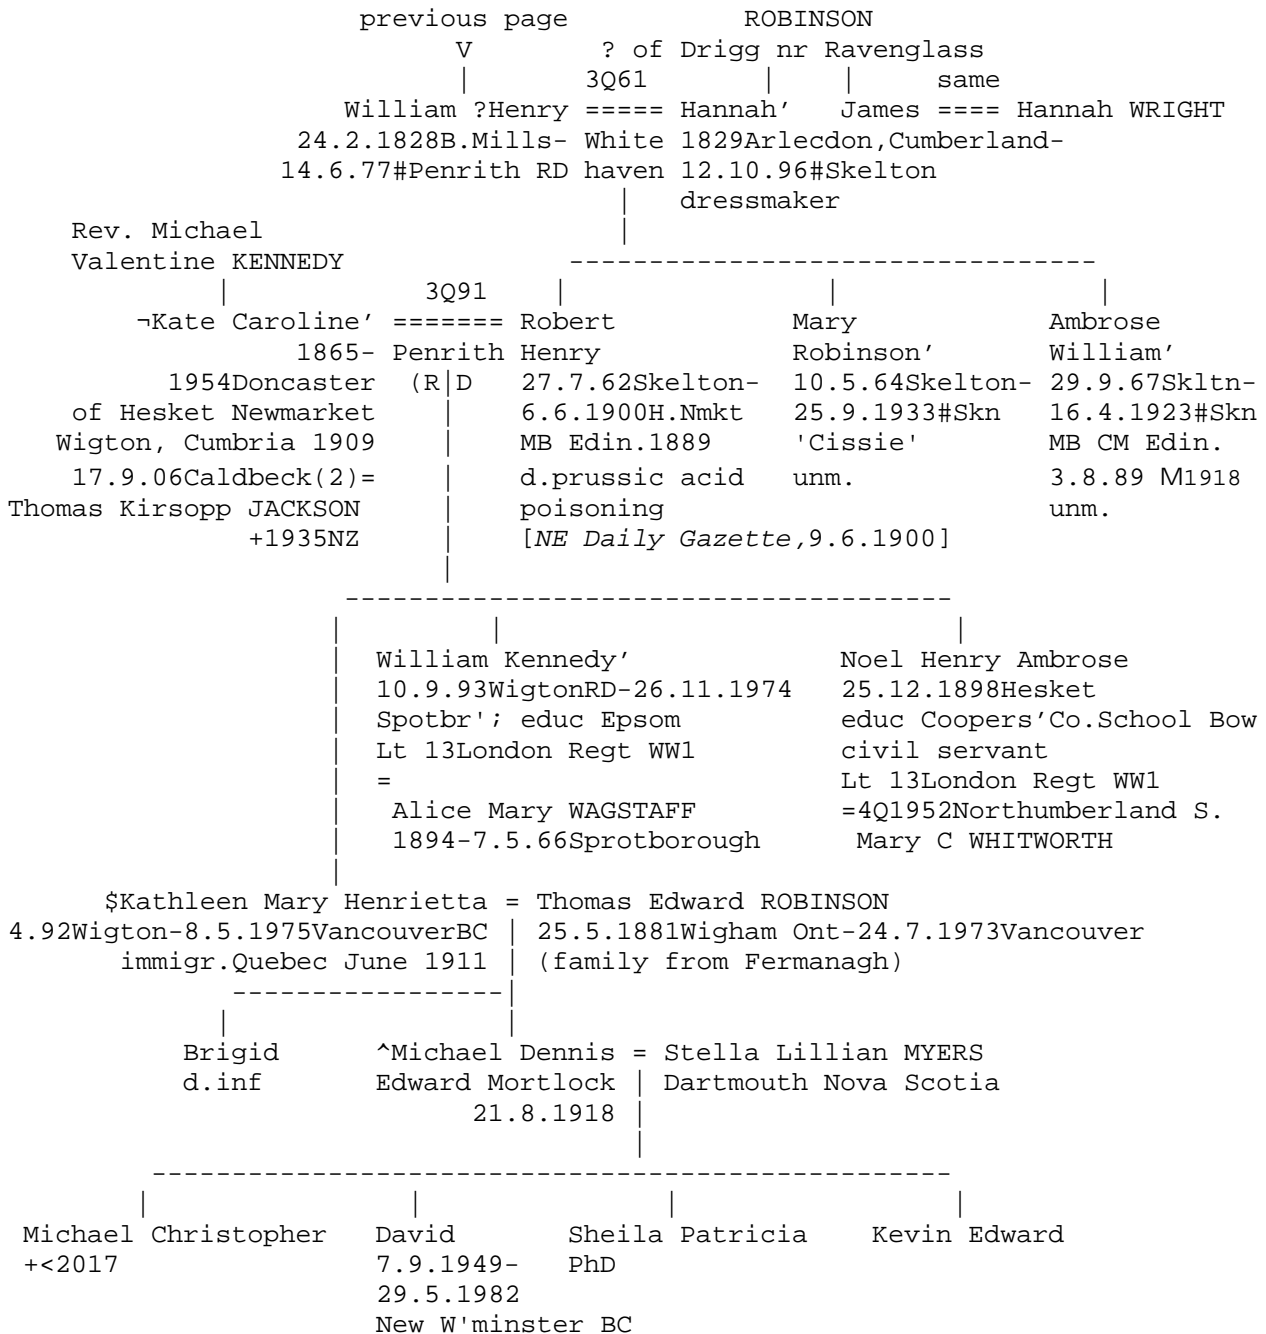 previous page ROBINSON
V ? of Drigg nr Ravenglass
| 3Q61 | | same
William ?Henry ===== Hannah’ James ==== Hannah WRIGHT
24.2.1828B.Mills- White 1829Arlecdon,Cumberland-
14.6.77#Penrith RD haven 12.10.96#Skelton
| dressmaker
Rev. Michael |
Valentine KENNEDY ---------------------------------
| 3Q91 | | |
¬Kate Caroline’ ======= Robert Mary Ambrose
1865- Penrith Henry Robinson’ William’
1954Doncaster (R|D 27.7.62Skelton- 10.5.64Skelton- 29.9.67Skltn-
of Hesket Newmarket | 6.6.1900H.Nmkt 25.9.1933#Skn 16.4.1923#Skn
Wigton, Cumbria 1909 | MB Edin.1889 'Cissie' MB CM Edin.
17.9.06Caldbeck(2)= | d.prussic acid unm. 3.8.89 M1918
Thomas Kirsopp JACKSON | poisoning unm.
+1935NZ | [NE Daily Gazette,9.6.1900]
|
--------------------------------------
| | |
| William Kennedy’ Noel Henry Ambrose
| 10.9.93WigtonRD-26.11.1974 25.12.1898Hesket
| Spotbr'; educ Epsom educ Coopers’Co.School Bow
| Lt 13London Regt WW1 civil servant
| = Lt 13London Regt WW1
| Alice Mary WAGSTAFF =4Q1952Northumberland S.
| 1894-7.5.66Sprotborough Mary C WHITWORTH
|
$Kathleen Mary Henrietta = Thomas Edward ROBINSON
4.92Wigton-8.5.1975VancouverBC | 25.5.1881Wigham Ont-24.7.1973Vancouver
immigr.Quebec June 1911 | (family from Fermanagh)
-----------------|
| |
Brigid ^Michael Dennis = Stella Lillian MYERS
d.inf Edward Mortlock | Dartmouth Nova Scotia
21.8.1918 |
|
--------------------------------------------------
| | | |
Michael Christopher David Sheila Patricia Kevin Edward
+<2017 7.9.1949- PhD
29.5.1982
New W'minster BC